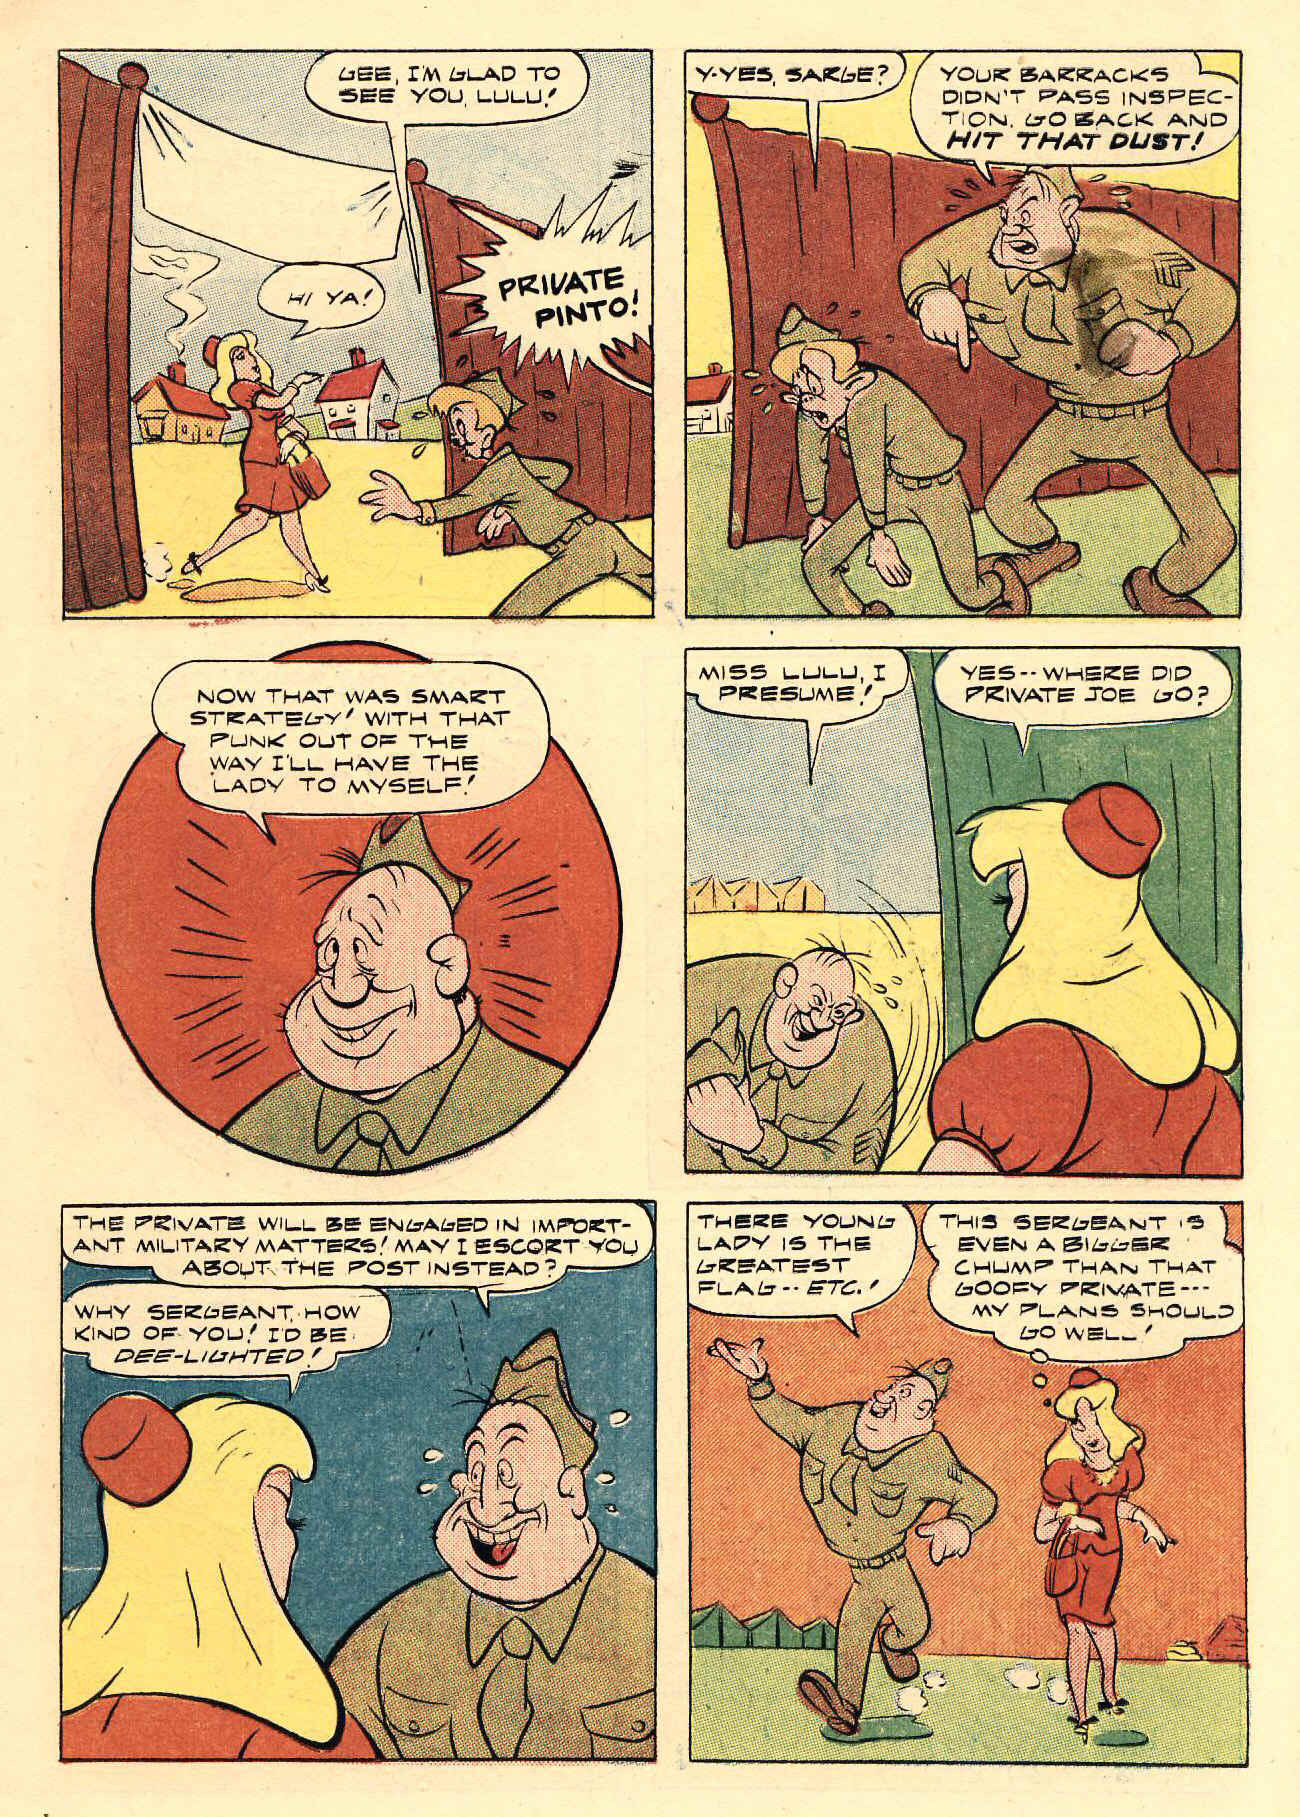 GEE, I'M GLAD TO
SEE YOU, LULU!
HI YA!
PRIVATE
PINTO!
Y-YES, SARGE?
YOUR BARRACKS
DIDN'T PASS INSPEC-
TION. GO BACK AND
HIT THAT DUST!
NOW THAT WAS SMART
STRATEGY! WITH THAT
PUNK OUT OF THE
WAY I'LL HAVE THE
LADY TO MYSELF!
MISS LULU, I
PRESUME!
YES-- WHERE DID
PRIVATE JOE GO?
THE PRIVATE WILL BE ENGAGED IN IMPORT-
ANT MILITARY MATTERS! MAY I ESCORT YOU
ABOUT THE POST INSTEAD?
WHY SERGEANT, HOW
KIND OF YOU! I'D BE
DEE-LIGHTED!
THERE YOUNG
LADY IS THE
GREATEST
FLAG-- ETC.!
THIS SERGEANT IS
EVEN A BIGGER
CHUMP THAN THAT
GOOFY PRIVATE---
MY PLANS SHOULD
GO WELL!